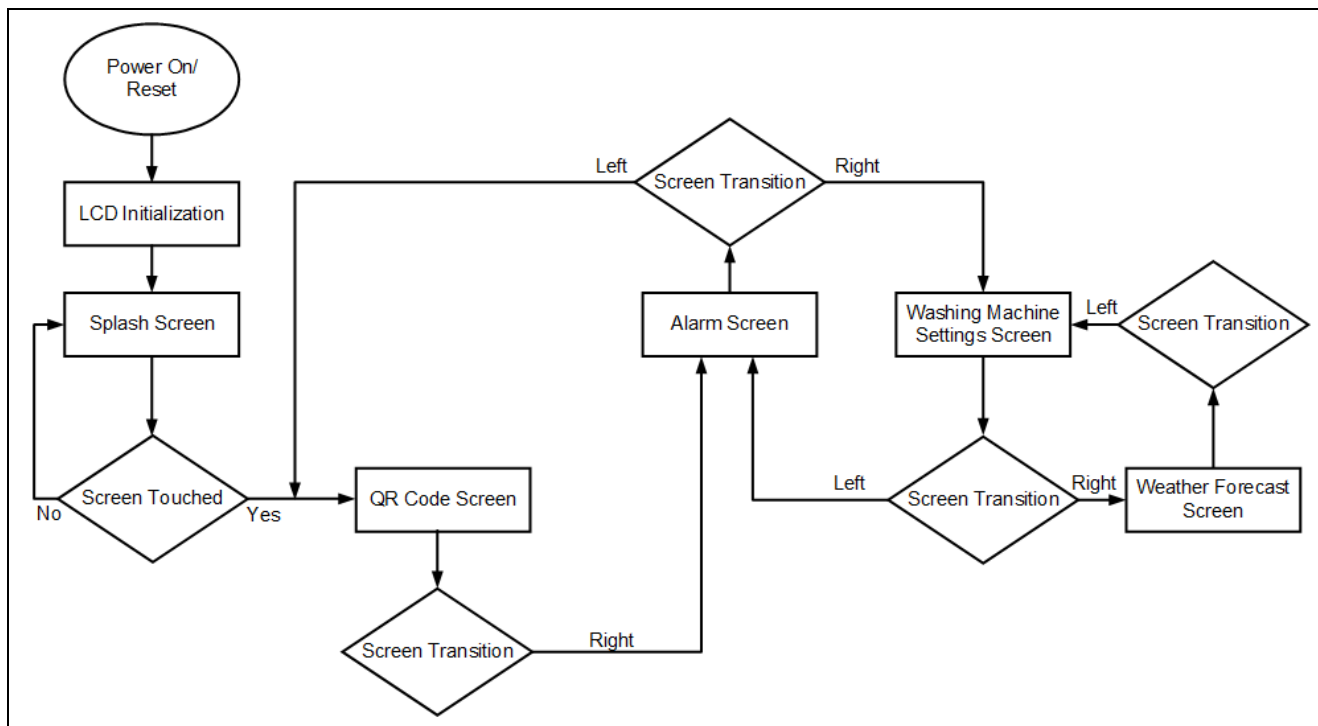 Power On/
Reset
LCD Initialization
Splash Screen
Screen Touched
No
Yes
QR Code Screen
Screen Transition
Right
Alarm Screen
Screen Transition
Left
Right
Washing Machine
Settings Screen
Screen Transition
Left
Right
Weather Forecast
Screen
Screen Transition
Left